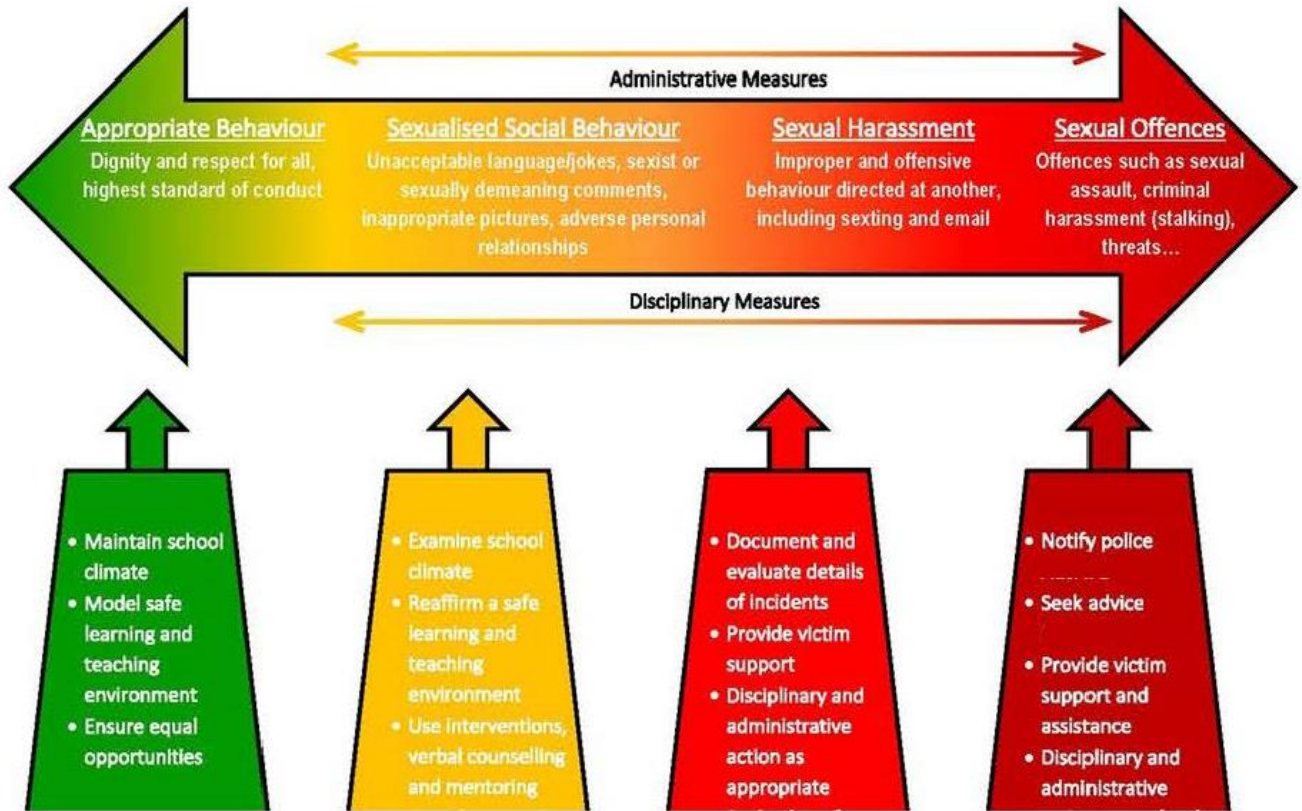 Administrative Measures
Appropriate Behaviour
Dignity and respect for all,
highest standard of conduct
Sexualised Social Behaviour
Unacceptable language/jokes, sexist or
sexually demeaning comments,
inappropriate pictures, adverse personal
relationships
Sexual Harassment
Improper and offensive
behaviour directed at another,
including sexting and email
Sexual Offences
Offences such as sexual
assault, criminal
harassment (stalking),
threats...
Disciplinary Measures
• Maintain school
climate
• Model safe
learning and
teaching
environment
• Ensure equal
opportunities
• Examine school
climate
• Reaffirm a safe
learning and
teaching
environment
• Use interventions,
verbal counselling
and mentoring
• Document and
evaluate details
of incidents
• Provide victim
support
• Disciplinary and
administrative
action as
appropriate
• Notify police
• Seek advice
• Provide victim
support and
assistance
• Disciplinary and
administrative